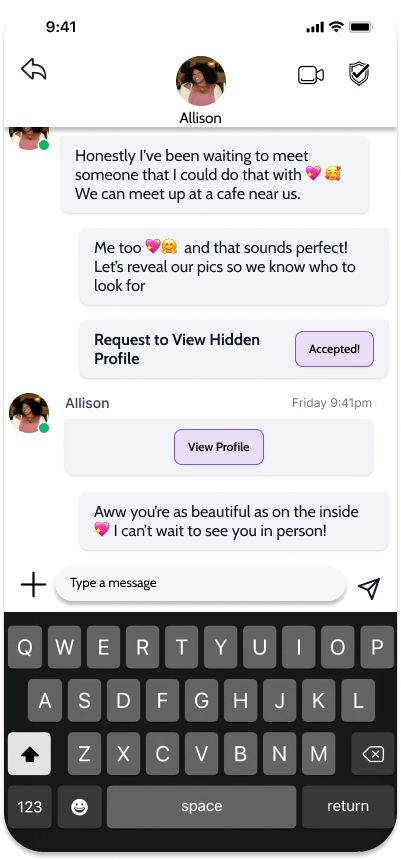 9:41
Allison
Honestly I've been waiting to meet
someone that I could do that with 💖 🥰
We can meet up at a cafe near us.
Me too 💖🤗 and that sounds perfect!
Let's reveal our pics so we know who to
look for
Request to View Hidden
Profile
Accepted!
Allison
Friday 9:41pm
View Profile
Aww you're as beautiful as on the inside
💖 I can't wait to see you in person!
Type a message
Q W E R T Y U I O P
A S D F G H J K L
Z X C V B N M
123
space
return